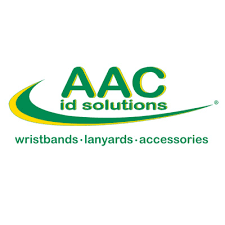 AAC
id solutions
®
wristbands·lanyards·accessories